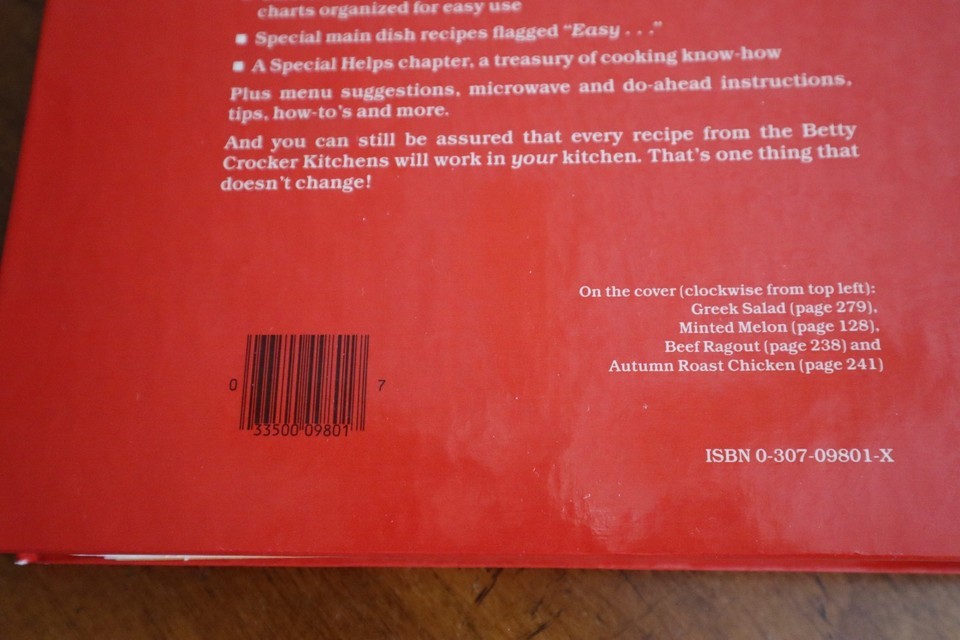 charts organized for easy use
▪ Special main dish recipes flagged "Easy . . ."
▪ A Special Helps chapter, a treasury of cooking know-how
Plus menu suggestions, microwave and do-ahead instructions,
tips, how-to's and more.
And you can still be assured that every recipe from the Betty
Crocker Kitchens will work in your kitchen. That's one thing that
doesn't change!
On the cover (clockwise from top left):
Greek Salad (page 279),
Minted Melon (page 128),
Beef Ragout (page 238) and
Autumn Roast Chicken (page 241)
0 33500 09801 7
ISBN 0-307-09801-X